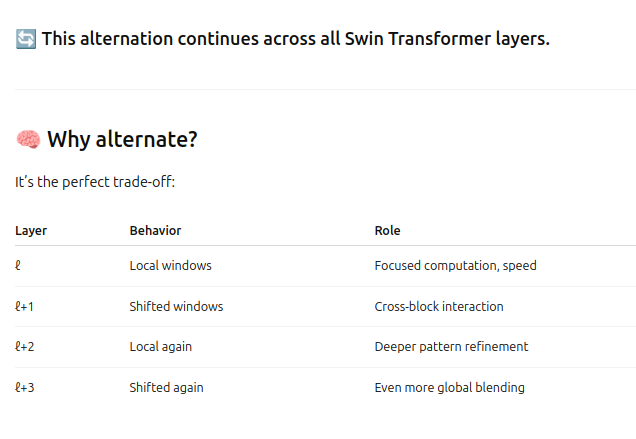 🔄 This alternation continues across all Swin Transformer layers.
🧠 Why alternate?
It’s the perfect trade-off:
Layer Behavior Role
ℓ Local windows Focused computation, speed
ℓ+1 Shifted windows Cross-block interaction
ℓ+2 Local again Deeper pattern refinement
ℓ+3 Shifted again Even more global blending